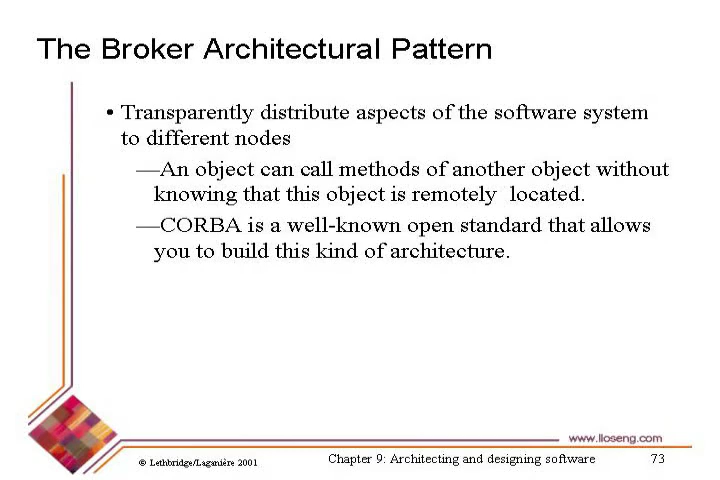 The Broker Architectural Pattern
• Transparently distribute aspects of the software system
to different nodes
—An object can call methods of another object without
knowing that this object is remotely located.
—CORBA is a well-known open standard that allows
you to build this kind of architecture.
www.lloseng.com
© Lethbridge/Laganière 2001
Chapter 9: Architecting and designing software
73